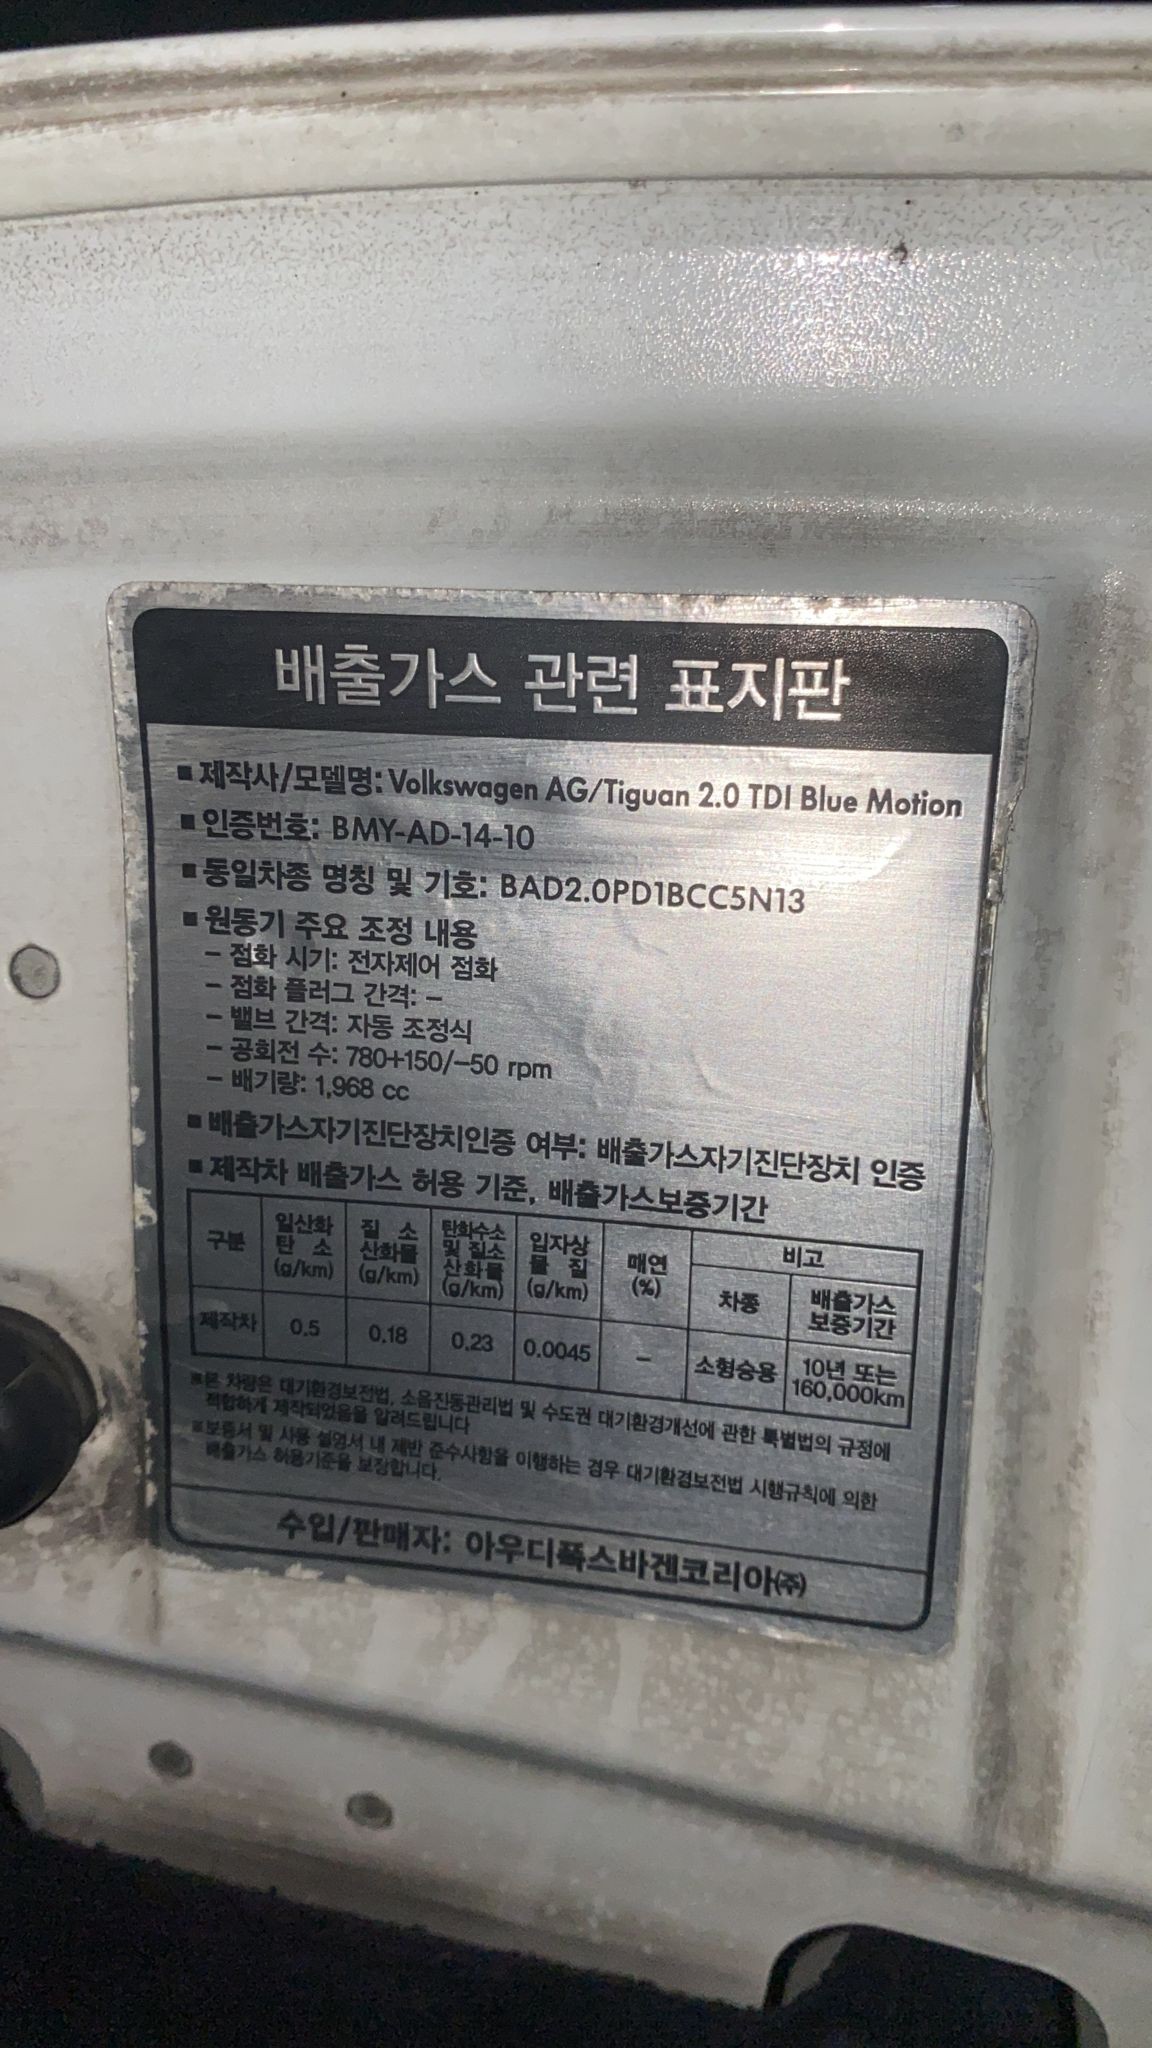 배출가스 관련 표지판
■ 제작사/모델명: Volkswagen AG/Tiguan 2.0 TDI Blue Motion
■ 인증번호: BMY-AD-14-10
■ 동일차종 명칭 및 기호: BAD2.0PD1BCC5N13
■ 원동기 주요 조정 내용
– 점화 시기: 전자제어 점화
– 점화 플러그 간격: –
– 밸브 간격: 자동 조정식
– 공회전 수: 780+150/–50 rpm
– 배기량: 1,968 cc
■ 배출가스자기진단장치인증 여부: 배출가스자기진단장치 인증
■ 제작차 배출가스 허용 기준, 배출가스보증기간
구분 일산화 탄 소 (g/km) 질 소 산화물 (g/km) 탄화수소 및 질소 산화물 (g/km) 입자상 물 질 (g/km) 매연 (%) 비고
차종 배출가스 보증기간
제작차 0.5 0.18 0.23 0.0045 – 소형승용 10년 또는 160,000km
※본 차량은 대기환경보전법, 소음진동관리법 및 수도권 대기환경개선에 관한 특별법의 규정에
적합하게 제작되었음을 알려드립니다
※보증서 및 사용 설명서 내 제반 준수사항을 이행하는 경우 대기환경보전법 시행규칙에 의한
배출가스 허용기준을 보장합니다.
수입/판매자: 아우디폭스바겐코리아㈜